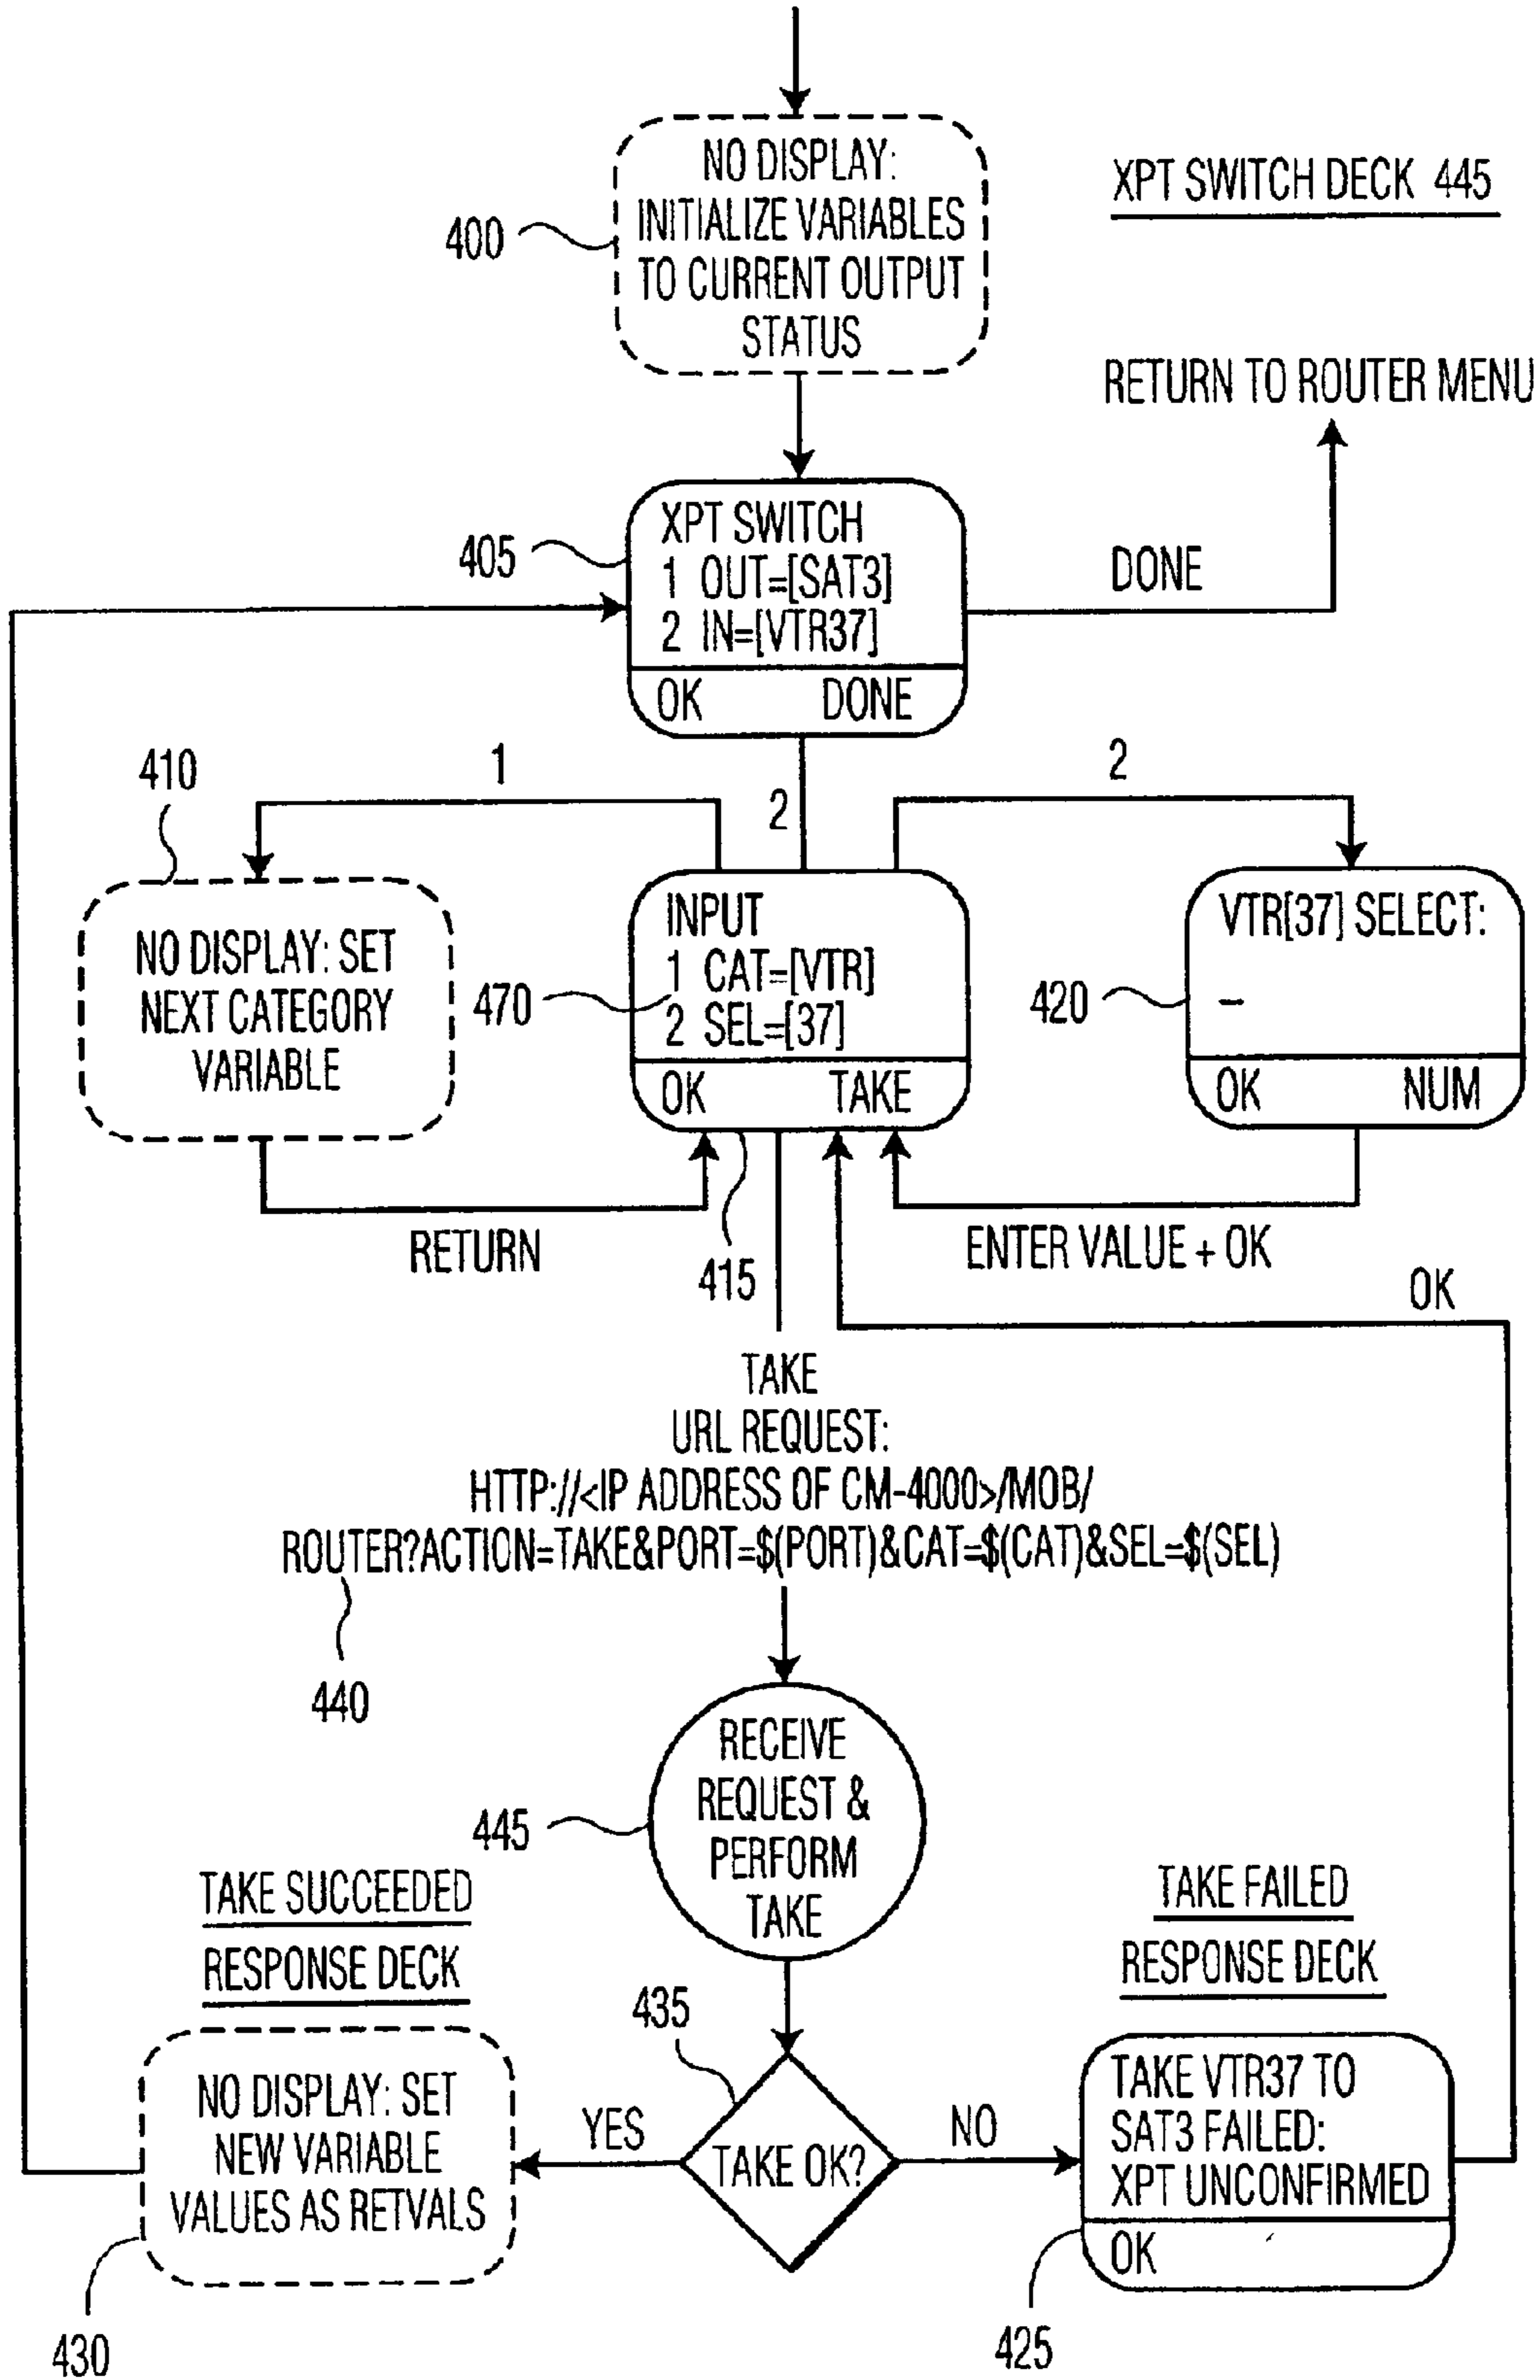 NO DISPLAY:
INITIALIZE VARIABLES
TO CURRENT OUTPUT
STATUS
400
XPT SWITCH DECK 445
RETURN TO ROUTER MENU
XPT SWITCH
1 OUT=[SAT3]
2 IN=[VTR37]
OK DONE
405
DONE
410
1
2
2
NO DISPLAY: SET
NEXT CATEGORY
VARIABLE
INPUT
1 CAT=[VTR]
2 SEL=[37]
OK TAKE
470
VTR[37] SELECT:
_
OK NUM
420
RETURN
415
ENTER VALUE + OK
OK
TAKE
URL REQUEST:
HTTP://<IP ADDRESS OF CM-4000>/MOB/
ROUTER?ACTION=TAKE&PORT=$(PORT)&CAT=$(CAT)&SEL=$(SEL)
440
RECEIVE
REQUEST &
PERFORM
TAKE
445
TAKE SUCCEEDED
RESPONSE DECK
TAKE FAILED
RESPONSE DECK
435
NO DISPLAY: SET
NEW VARIABLE
VALUES AS RETVALS
YES
TAKE OK?
NO
TAKE VTR37 TO
SAT3 FAILED:
XPT UNCONFIRMED
OK
430
425